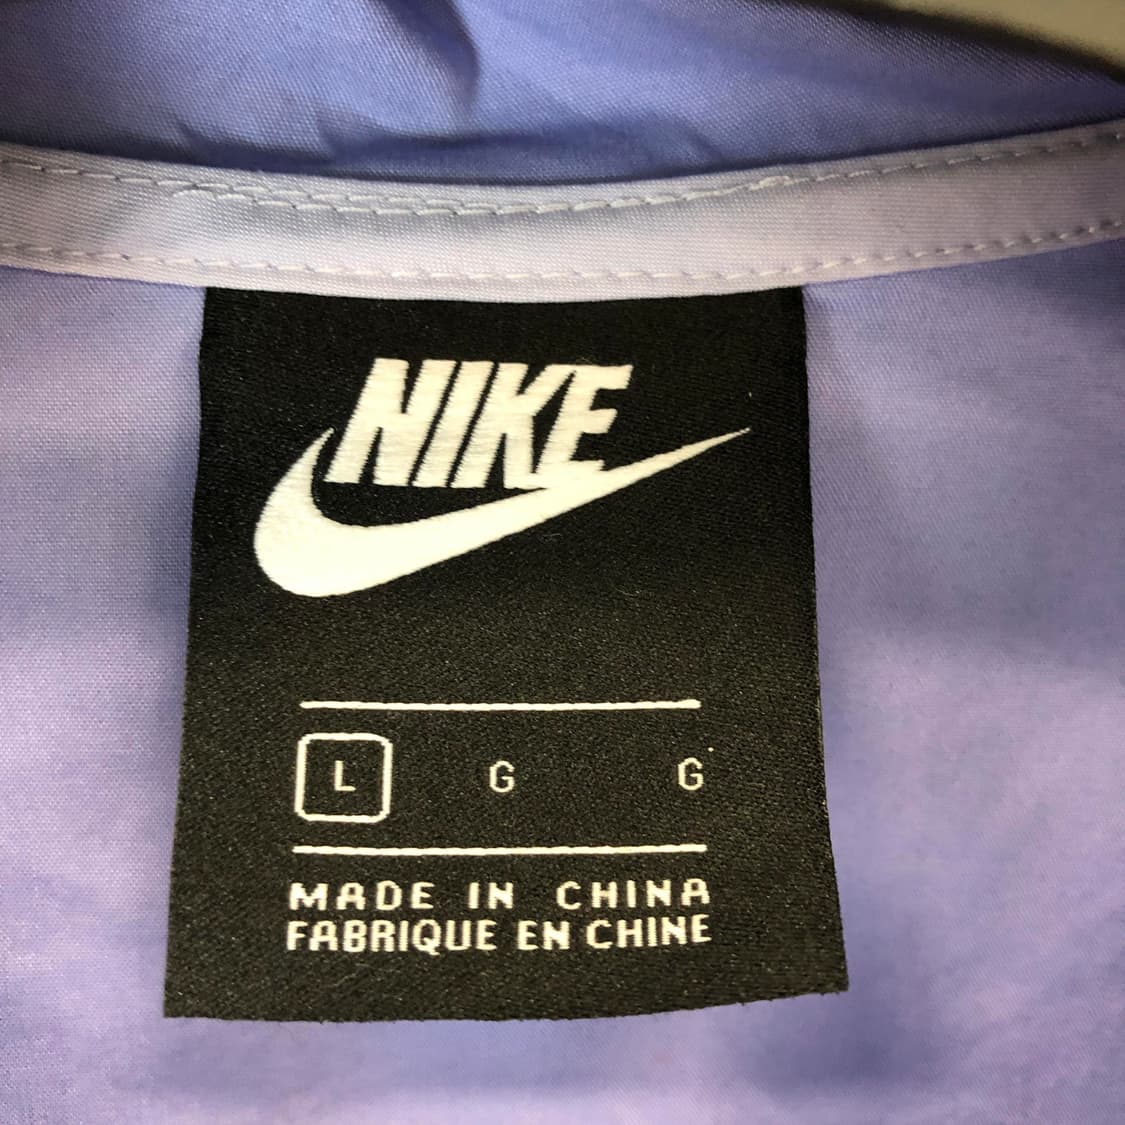 NIKE
L G G
MADE IN CHINA
FABRIQUE EN CHINE